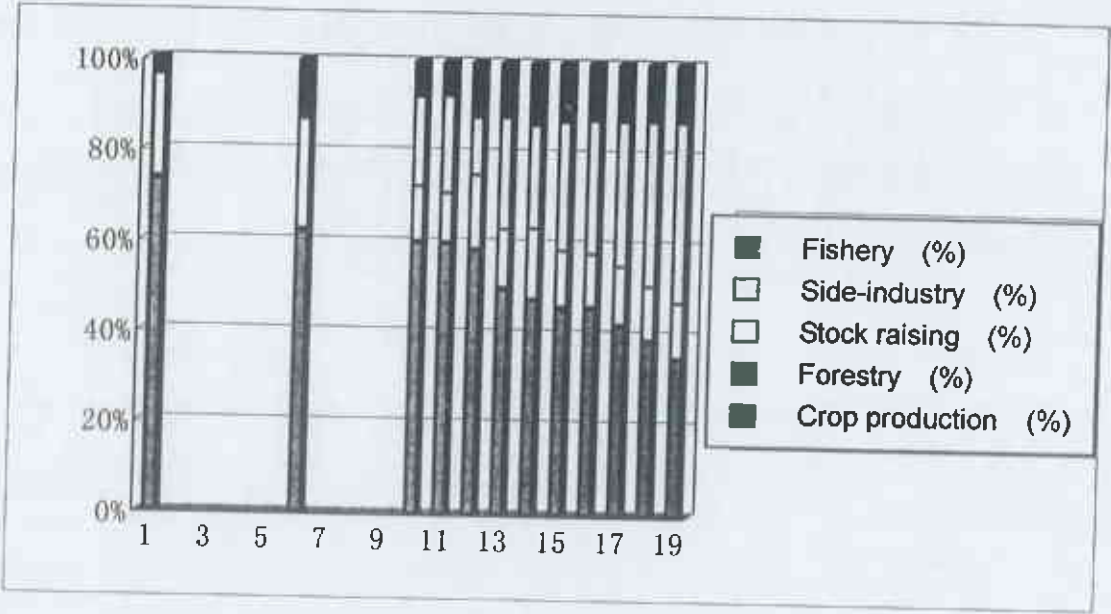 100%
80%
60%
40%
20%
0%
1 3 5 7 9 11 13 15 17 19
Fishery (%)
Side-industry (%)
Stock raising (%)
Forestry (%)
Crop production (%)